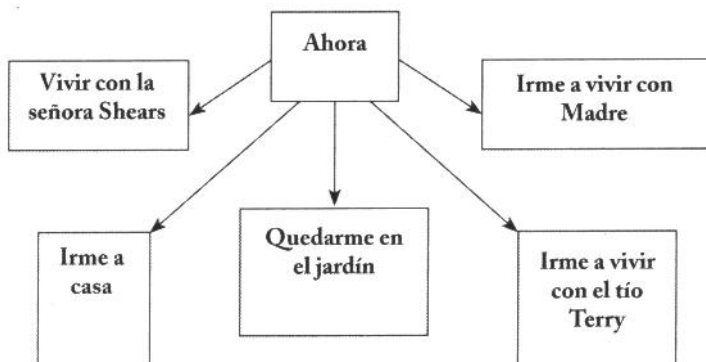 Ahora
Vivir con la
señora Shears
Irme a vivir con
Madre
Irme a
casa
Quedarme en
el jardín
Irme a vivir
con el tío
Terry